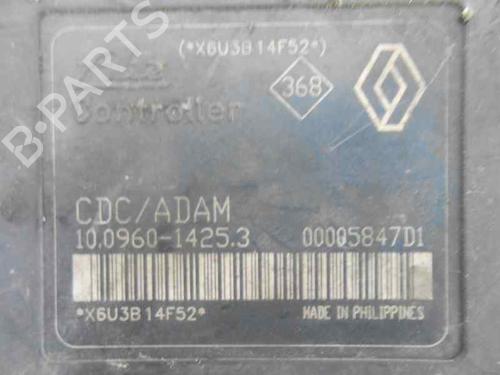 (*X6U3B14F52*)
368
Controller
CDC/ADAM
10.0960-1425.3 00005847D1
*X6U3B14F52*
MADE IN PHILIPPINES
B-PARTS